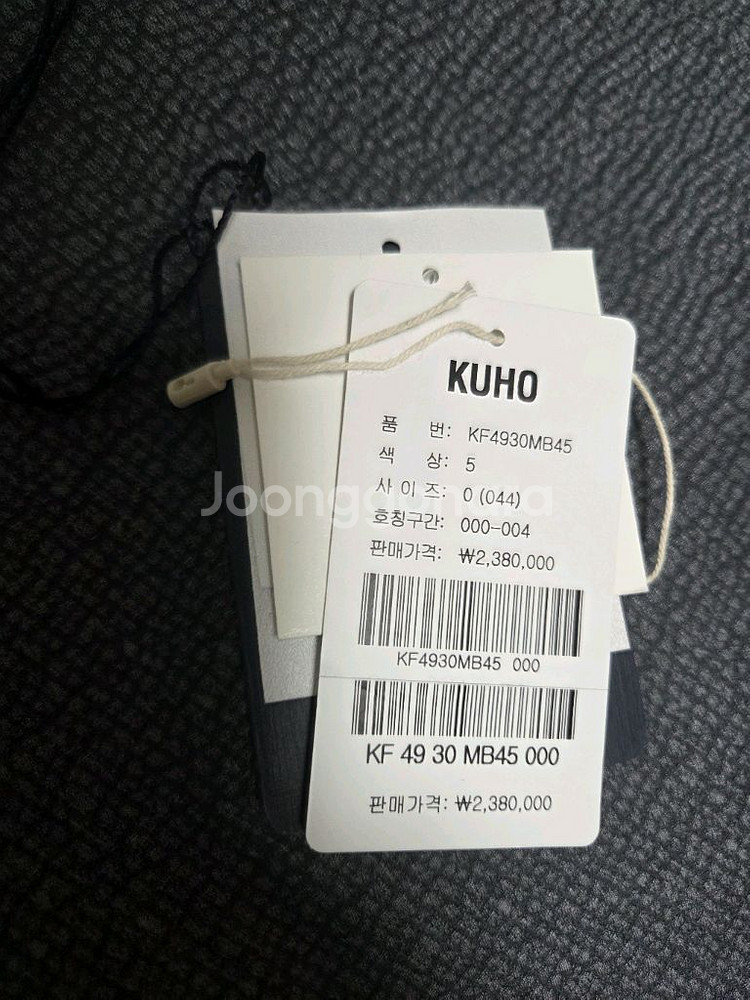 KUHO
품 번: KF4930MB45
색 상: 5
사 이 즈: 0 (044)
Joonggonara
호칭구간: 000-004
판매가격: ₩2,380,000
KF4930MB45 000
KF 49 30 MB45 000
판매가격: ₩2,380,000